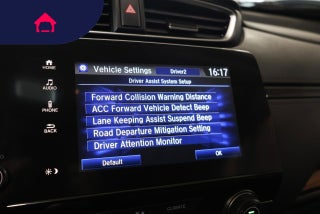 Vehicle Settings Driver2 16:17
Driver Assist System Setup
HOME
Forward Collision Warning Distance
AUDIO
ACC Forward Vehicle Detect Beep
PHONE
Lane Keeping Assist Suspend Beep
Road Departure Mitigation Setting
BACK
Driver Attention Monitor
Default
OK
CLIMATE